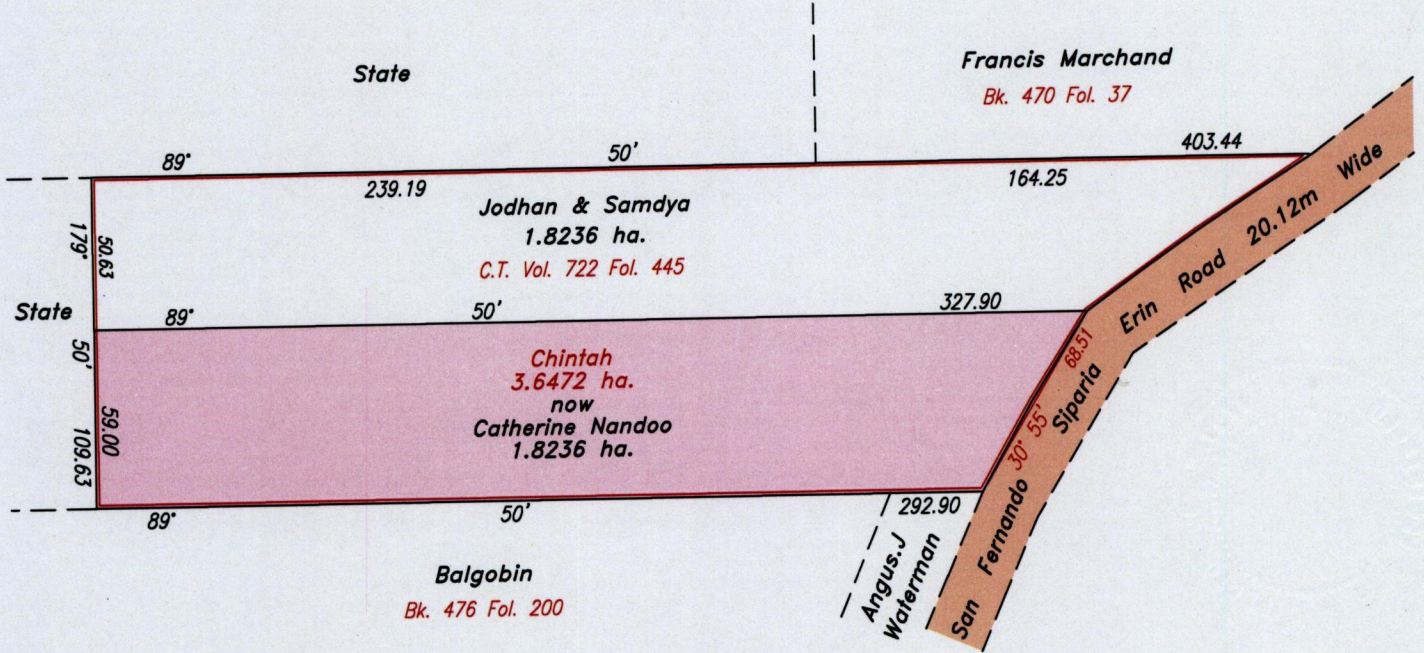 State
Francis Marchand
Bk. 470 Fol. 37
89° 50' 403.44
239.19 164.25
Jodhan & Samdya
1.8236 ha.
C.T. Vol. 722 Fol. 445
179° 50'
50.63
State
89° 50' 327.90
Chintah
3.6472 ha.
now
Catherine Nandoo
1.8236 ha.
59.00
109.63
68.51
30° 55'
San Fernando Siparia Erin Road 20.12m Wide
89° 50' 292.90
Angus.J
Waterman
Balgobin
Bk. 476 Fol. 200